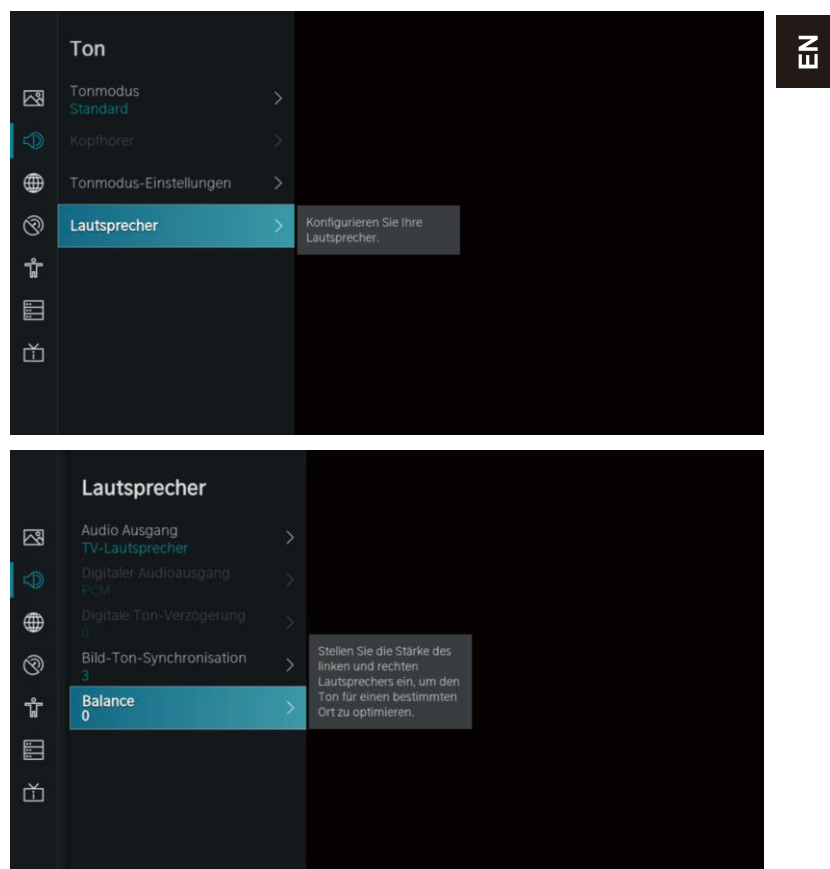 EN
Ton
Tonmodus
Standard
Kopfhörer
Tonmodus-Einstellungen
Lautsprecher
Konfigurieren Sie Ihre
Lautsprecher.
Lautsprecher
Audio Ausgang
TV-Lautsprecher
Digitaler Audioausgang
PCM
Digitale Ton-Verzögerung
0
Bild-Ton-Synchronisation
3
Balance
0
Stellen Sie die Stärke des
linken und rechten
Lautsprechers ein, um den
Ton für einen bestimmten
Ort zu optimieren.